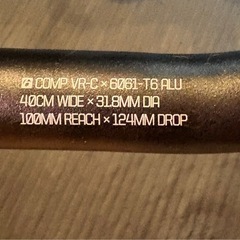 COMP VR-C × 6061-T6 ALU
40CM WIDE × 31.8MM DIA
100MM REACH × 124MM DROP